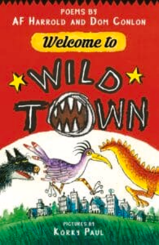 POEMS BY
AF HARROLD AND DOM CONLON
Welcome to
WILD
TOWN
PICTURES BY
KORKY PAUL